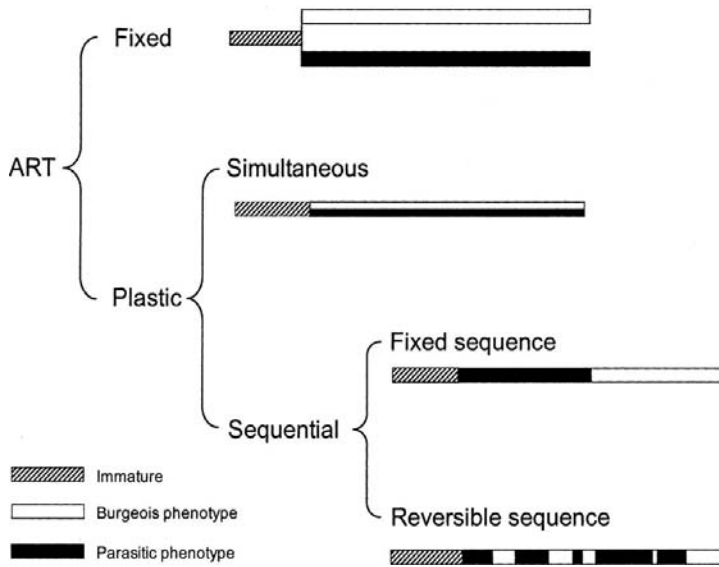 Fixed
ART
Simultaneous
Plastic
Fixed sequence
Sequential
Immature
Burgeois phenotype
Reversible sequence
Parasitic phenotype